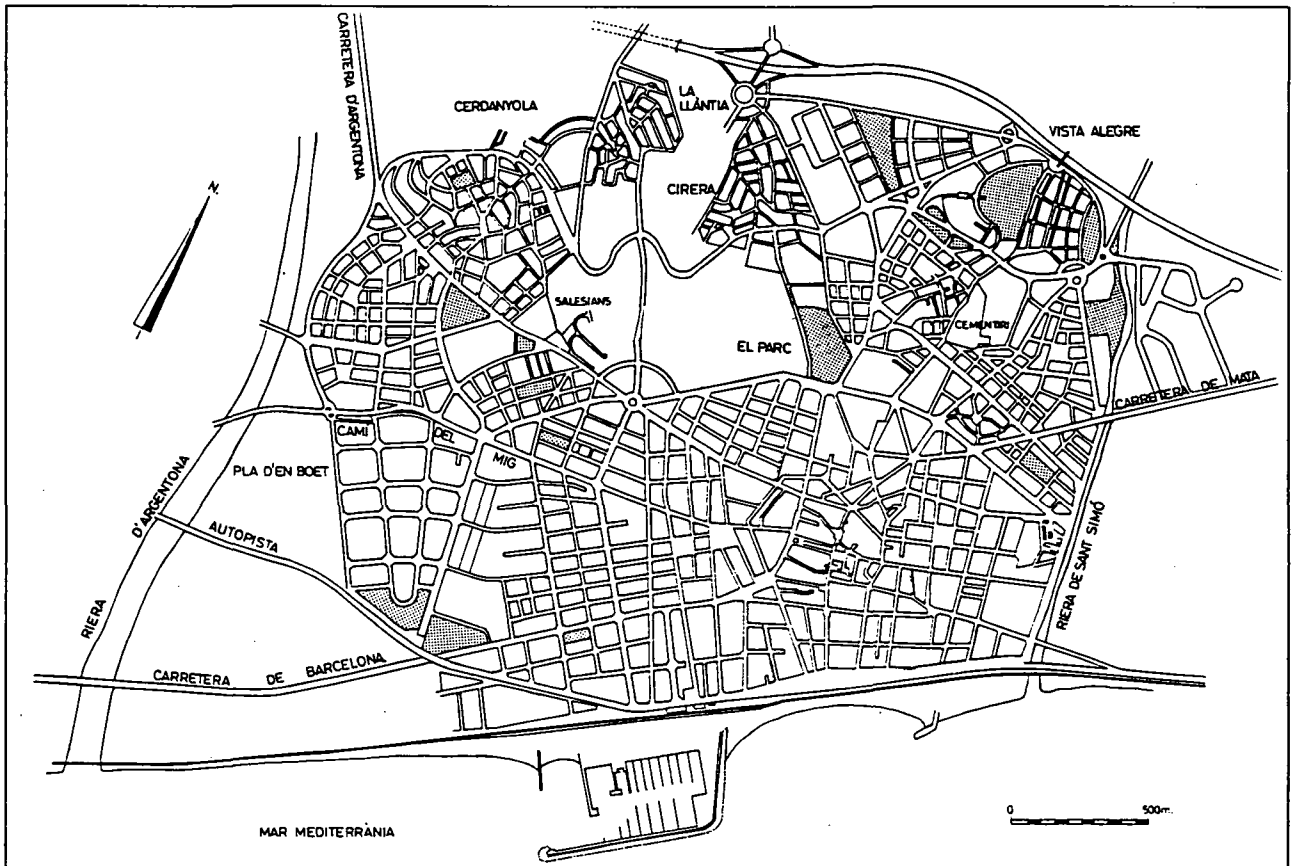 CARRETERA D'ARGENTONA
CERDANYOLA
LA
LLÀNTIA
VISTA ALEGRE
N.
CIRERA
SALESIANS
CEMENTIRI
EL PARC
CARRETERA DE MATA
CAMI DEL MIG
PLA D'EN BOET
RIERA D'ARGENTONA
AUTOPISTA
RIERA DE SANT SIMÓ
CARRETERA DE BARCELONA
0 500m.
MAR MEDITERRÀNIA